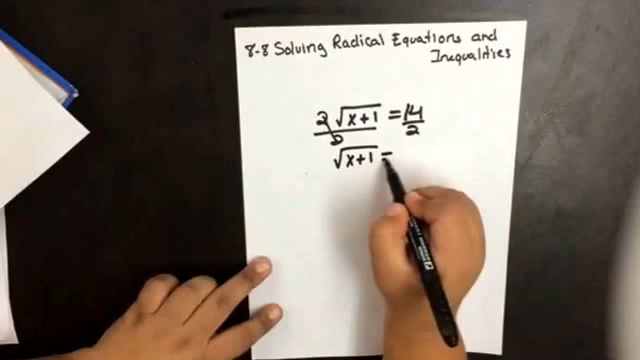 8-8 Solving Radical Equations and
Inequalities
2√x+1 = 14
2 2
√x+1 =